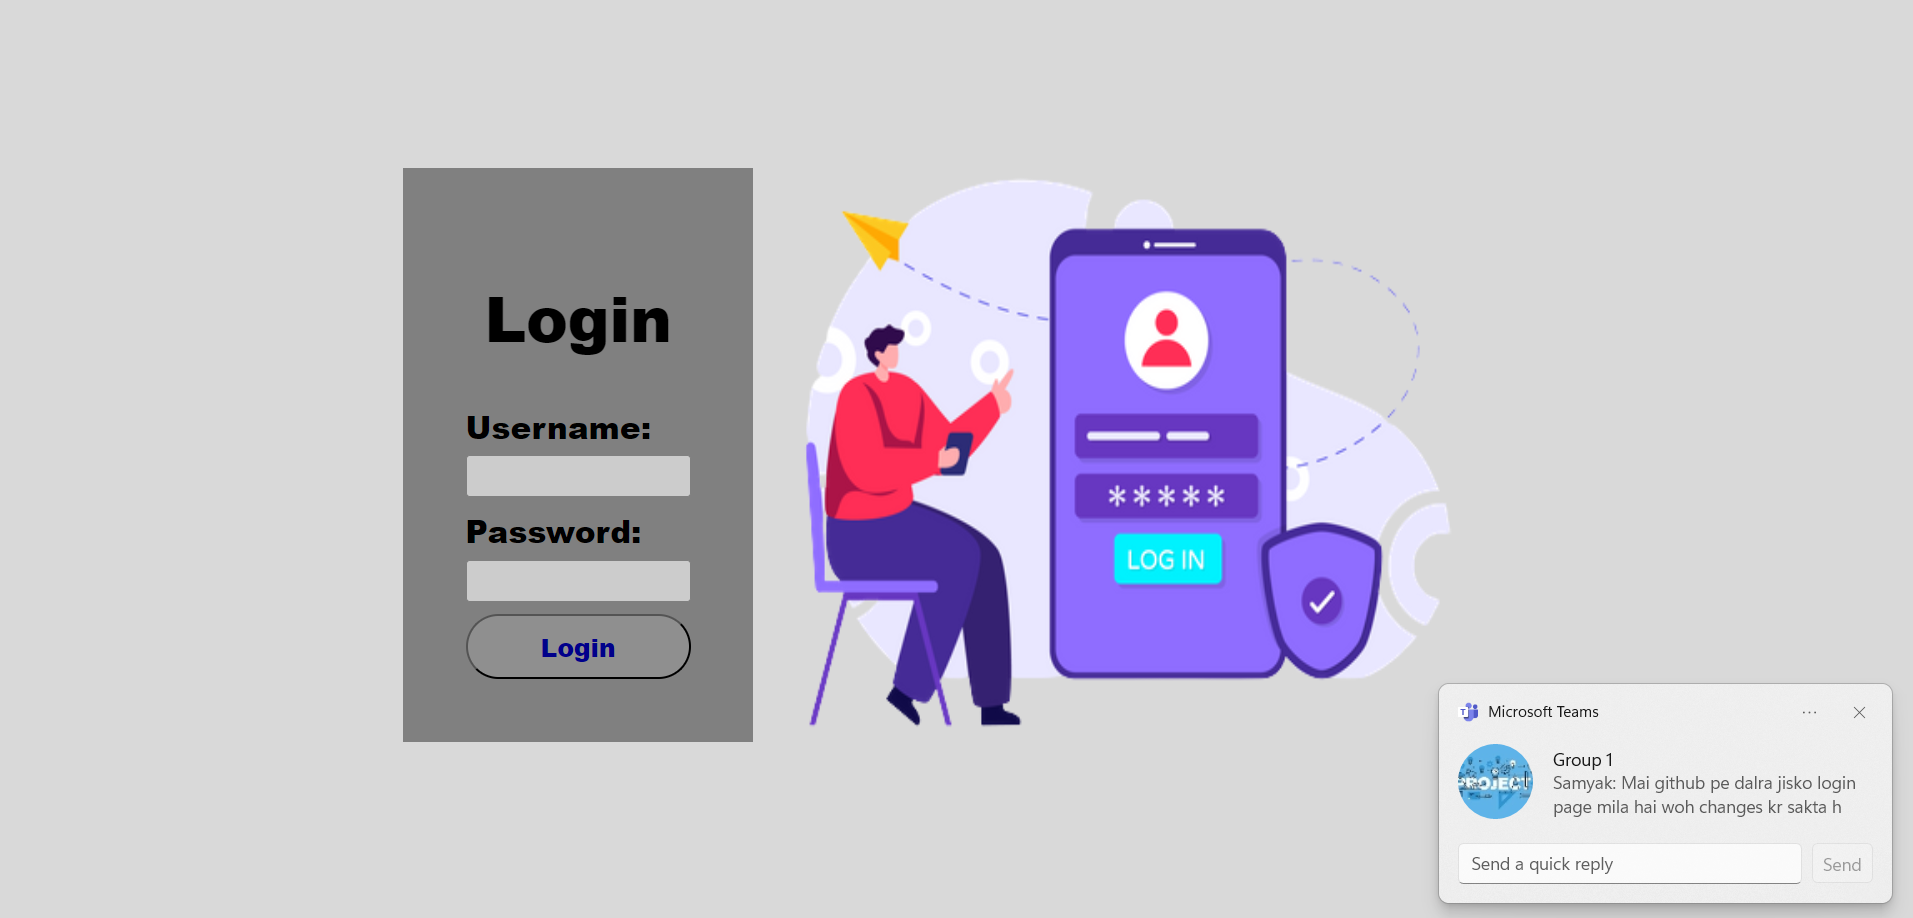 Login
Username:
Password:
Login
*****
LOG IN
Microsoft Teams
PROJECT
Group 1
Samyak: Mai github pe dalra jisko login
page mila hai woh changes kr sakta h
Send a quick reply
Send